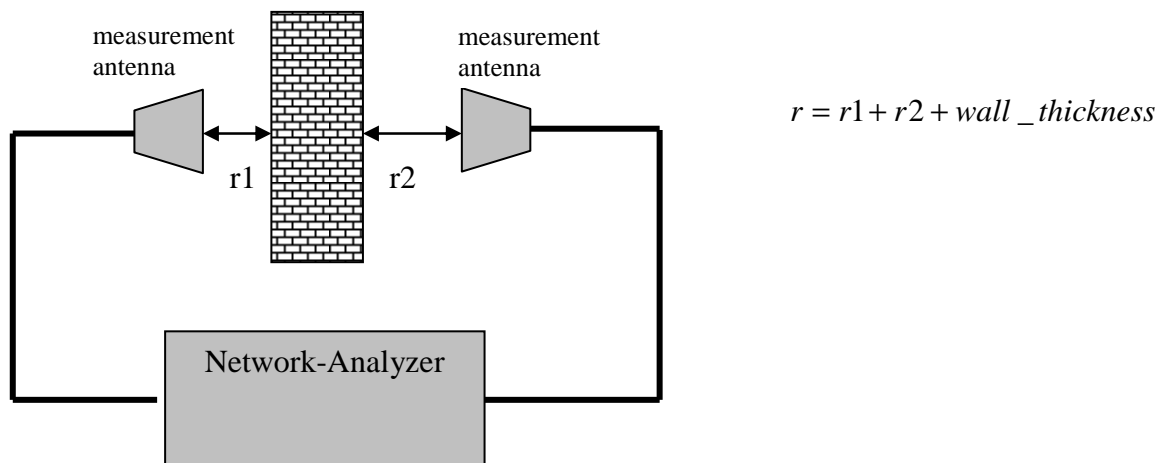 measurement
antenna
measurement
antenna
r = r1 + r2 + wall _ thickness
r1
r2
Network-Analyzer